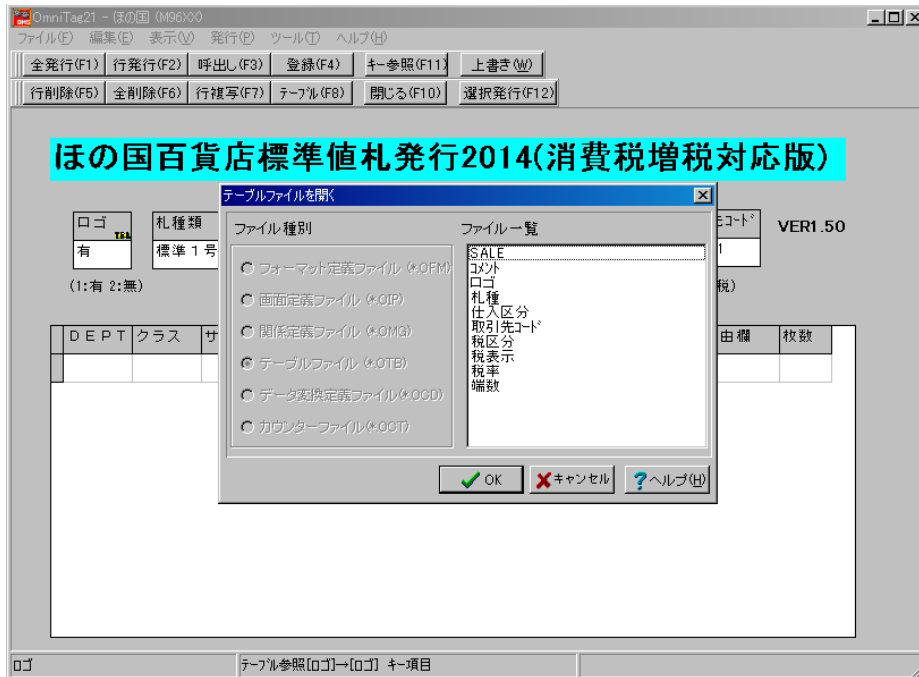 OmniTag21 - ほの国 (M96XX)
ファイル(F) 編集(E) 表示(V) 発行(P) ツール(T) ヘルプ(H)
全発行(F1) 行発行(F2) 呼出し(F3) 登録(F4) キー参照(F11) 上書き(W)
行削除(F5) 全削除(F6) 行複写(F7) テーブル(F8) 閉じる(F10) 選択発行(F12)
ほの国百貨店標準値札発行2014(消費税増税対応版)
テーブルファイルを開く
ロゴ
札種類
先コード
VER1.50
有
標準1号
1
(1:有 2:無)
税)
ファイル種別
フォーマット定義ファイル (*.OFM)
画面定義ファイル (*.OIP)
関係定義ファイル (*.OMG)
テーブルファイル (*.OTB)
データ変換定義ファイル(*.OCD)
カウンターファイル(*.OCT)
ファイル一覧
SALE
コメント
ロゴ
札種
仕入区分
取引先コード
税区分
税表示
税率
端数
OK キャンセル ヘルプ(H)
DEPT クラス サ 由欄 枚数
ロゴ
テーブル参照[ロゴ]→[ロゴ] キー項目